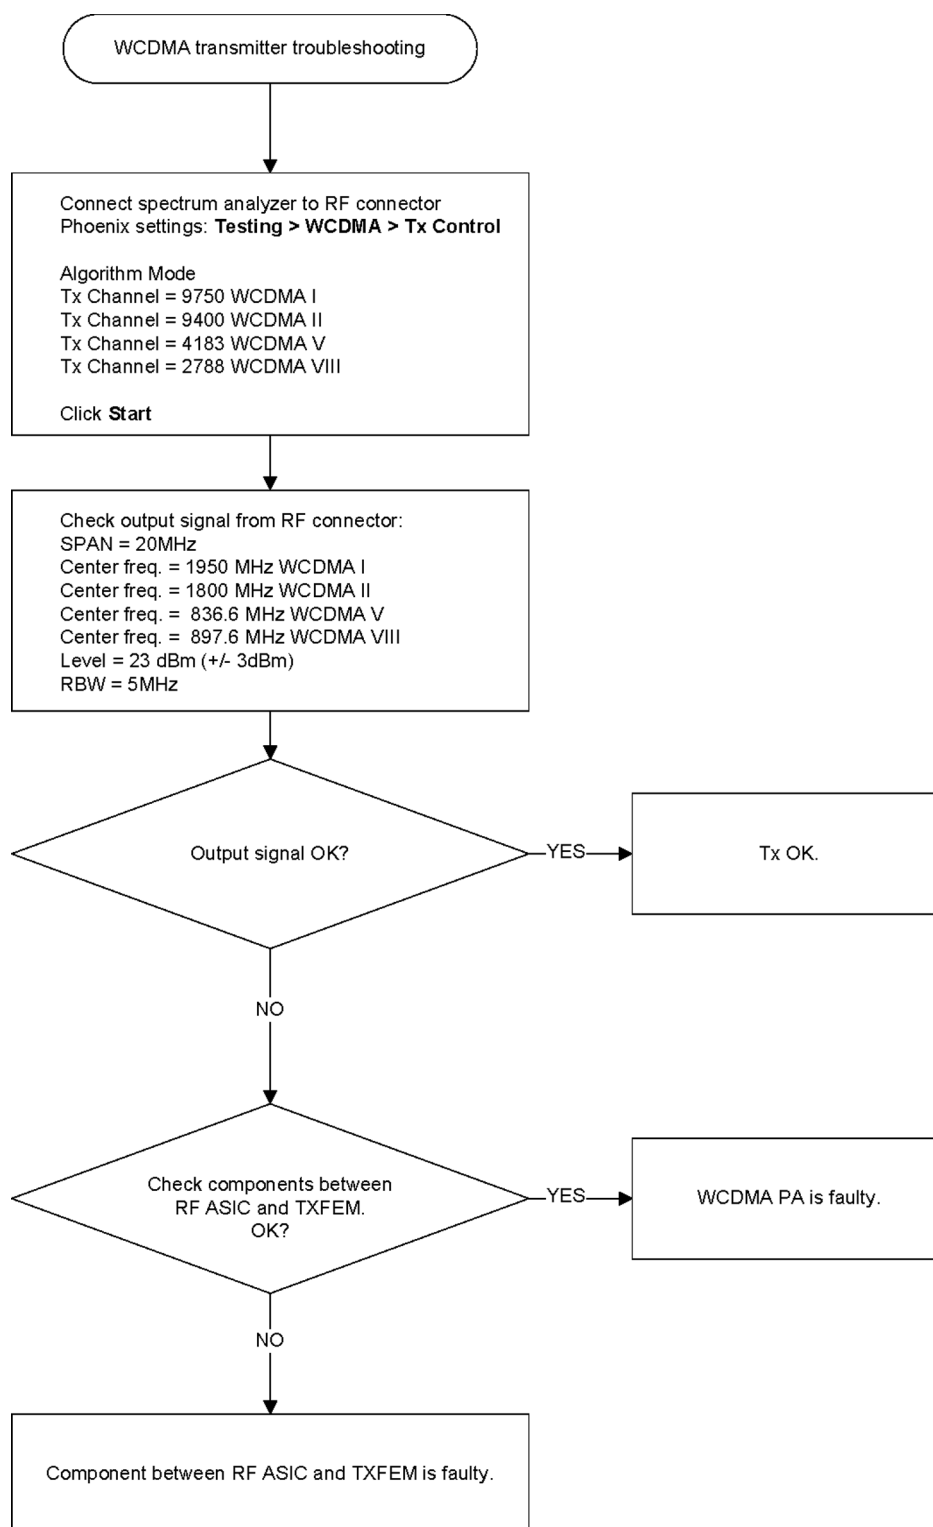 WCDMA transmitter troubleshooting
Connect spectrum analyzer to RF connector
Phoenix settings: Testing > WCDMA > Tx Control
Algorithm Mode
Tx Channel = 9750 WCDMA I
Tx Channel = 9400 WCDMA II
Tx Channel = 4183 WCDMA V
Tx Channel = 2788 WCDMA VIII
Click Start
Check output signal from RF connector:
SPAN = 20MHz
Center freq. = 1950 MHz WCDMA I
Center freq. = 1800 MHz WCDMA II
Center freq. =  836.6 MHz WCDMA V
Center freq. =  897.6 MHz WCDMA VIII
Level = 23 dBm (+/- 3dBm)
RBW = 5MHz
Output signal OK?
YES
Tx OK.
NO
Check components between
RF ASIC and TXFEM.
OK?
YES
WCDMA PA is faulty.
NO
Component between RF ASIC and TXFEM is faulty.